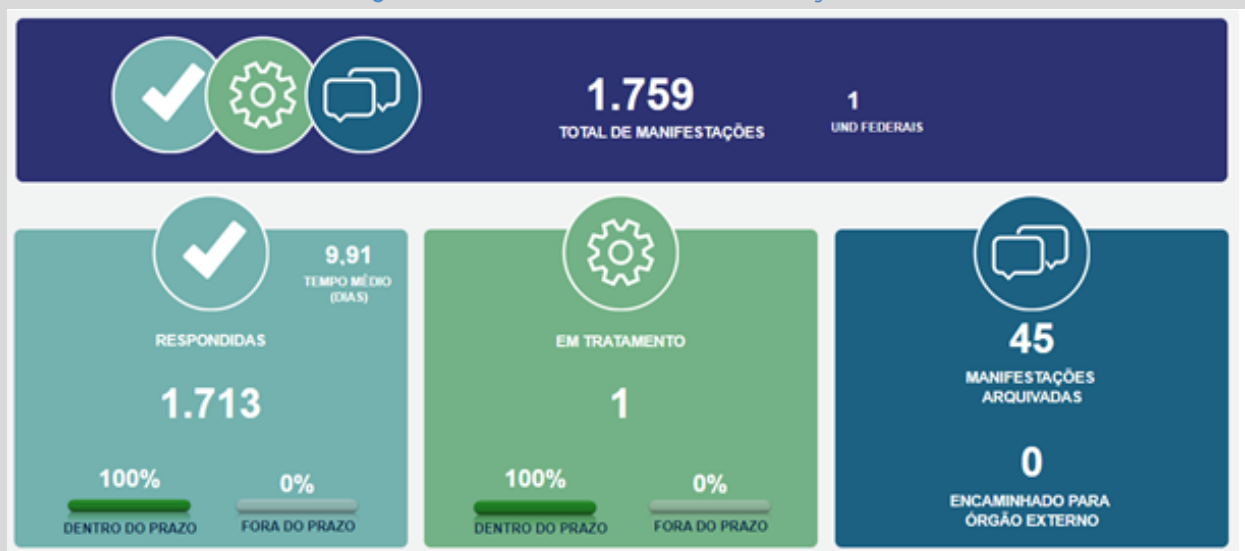 1.759
TOTAL DE MANIFESTAÇÕES
1
UND FEDERAIS
9,91
TEMPO MÉDIO
(DIAS)
RESPONDIDAS
1.713
100%
DENTRO DO PRAZO
0%
FORA DO PRAZO
EM TRATAMENTO
1
100%
DENTRO DO PRAZO
0%
FORA DO PRAZO
45
MANIFESTAÇÕES
ARQUIVADAS
0
ENCAMINHADO PARA
ÓRGÃO EXTERNO